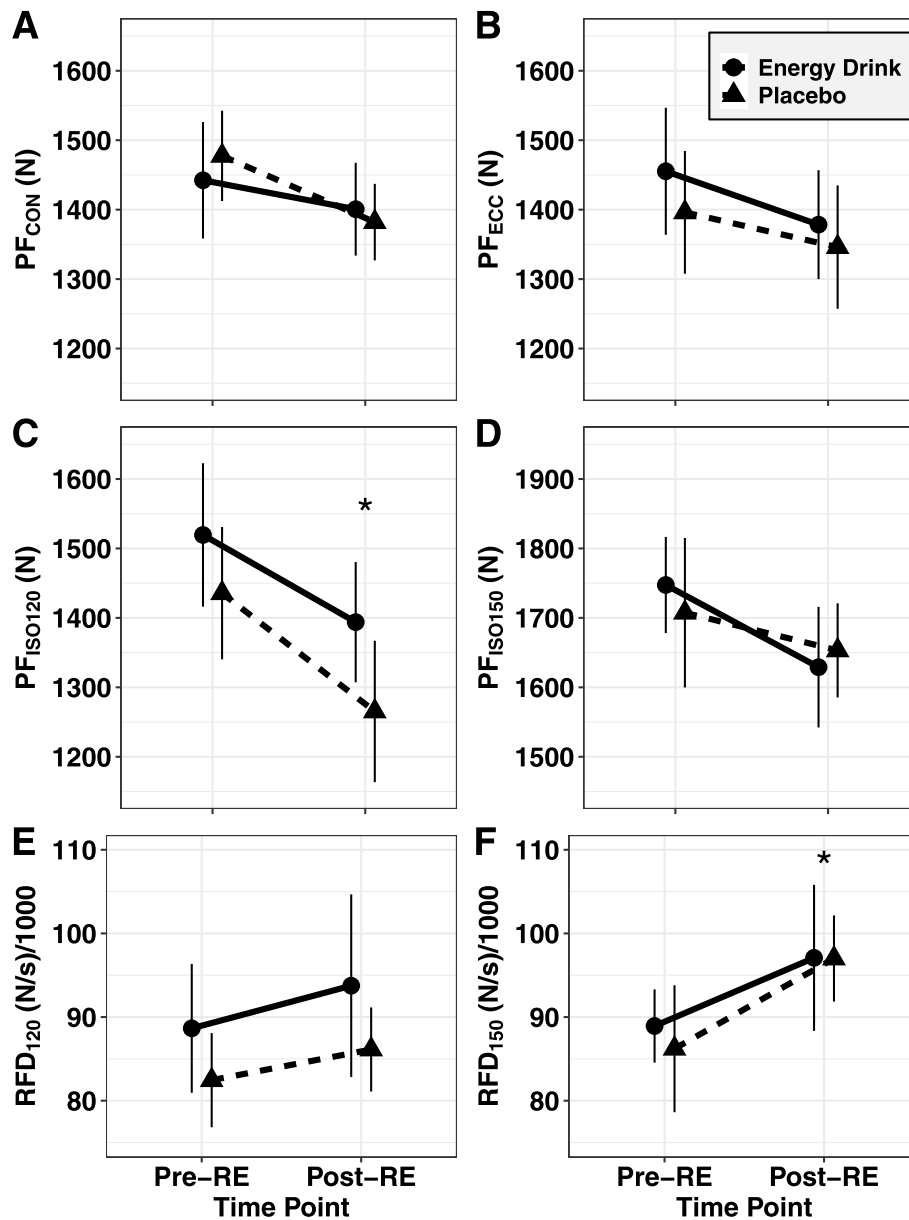 A
PFCON (N)
1600
1500
1400
1300
1200
B
PFECC (N)
1600
1500
1400
1300
1200
Energy Drink
Placebo
C
PFISO120 (N)
1600
1500
1400
1300
1200
*
D
PFISO150 (N)
1900
1800
1700
1600
1500
E
RFD120 (N/s)/1000
110
100
90
80
Pre−RE Post−RE
Time Point
F
RFD150 (N/s)/1000
110
100
90
80
*
Pre−RE Post−RE
Time Point